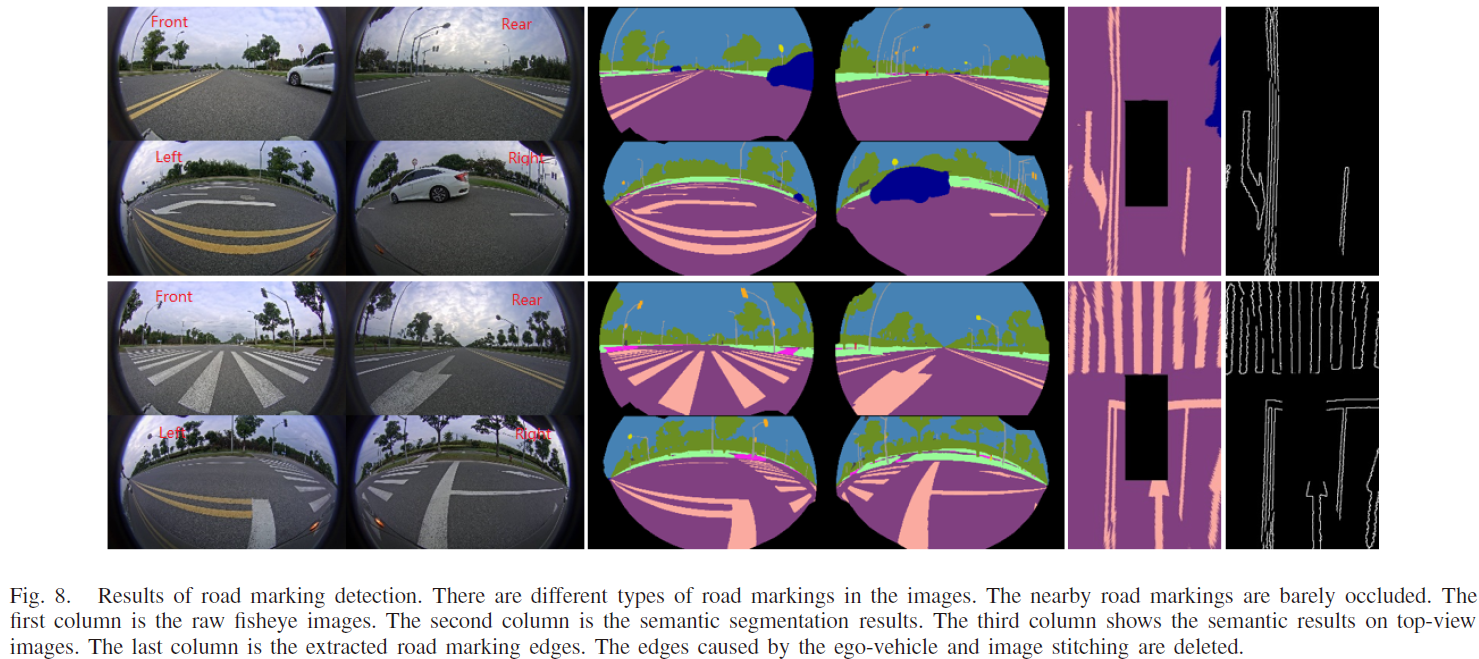 Front
Rear
Left
Right
Front
Rear
Left
Right
Fig. 8. Results of road marking detection. There are different types of road markings in the images. The nearby road markings are barely occluded. The
first column is the raw fisheye images. The second column is the semantic segmentation results. The third column shows the semantic results on top-view
images. The last column is the extracted road marking edges. The edges caused by the ego-vehicle and image stitching are deleted.